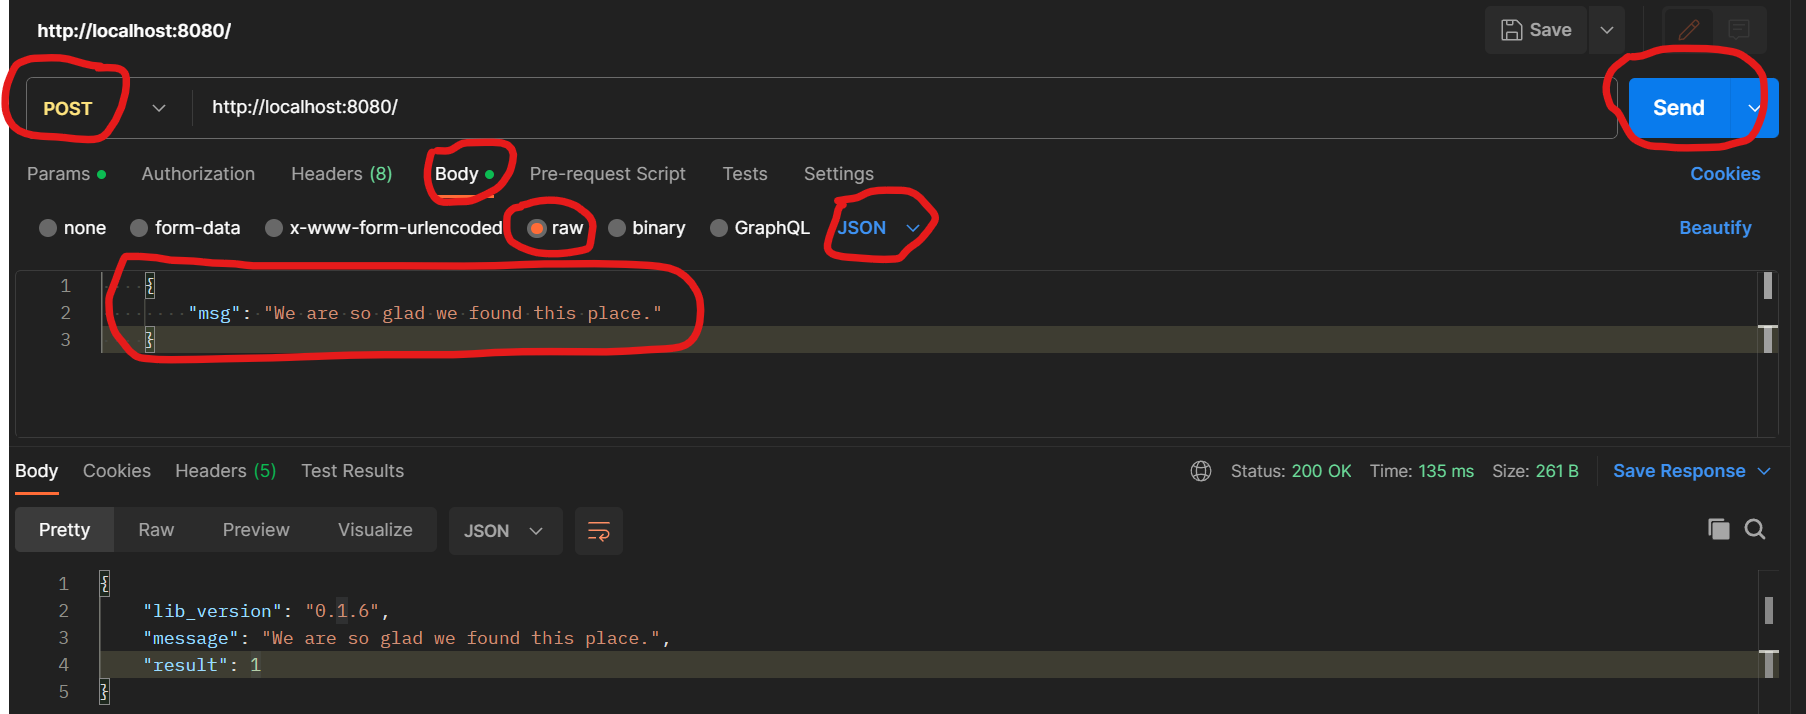 http://localhost:8080/
Save
POST
http://localhost:8080/
Send
Params
Authorization
Headers (8)
Body
Pre-request Script
Tests
Settings
Cookies
none
form-data
x-www-form-urlencoded
raw
binary
GraphQL
JSON
Beautify
1 {
2 "msg": "We are so glad we found this place."
3 }
Body
Cookies
Headers (5)
Test Results
Status: 200 OK
Time: 135 ms
Size: 261 B
Save Response
Pretty
Raw
Preview
Visualize
JSON
1 {
2 "lib_version": "0.1.6",
3 "message": "We are so glad we found this place.",
4 "result": 1
5 }